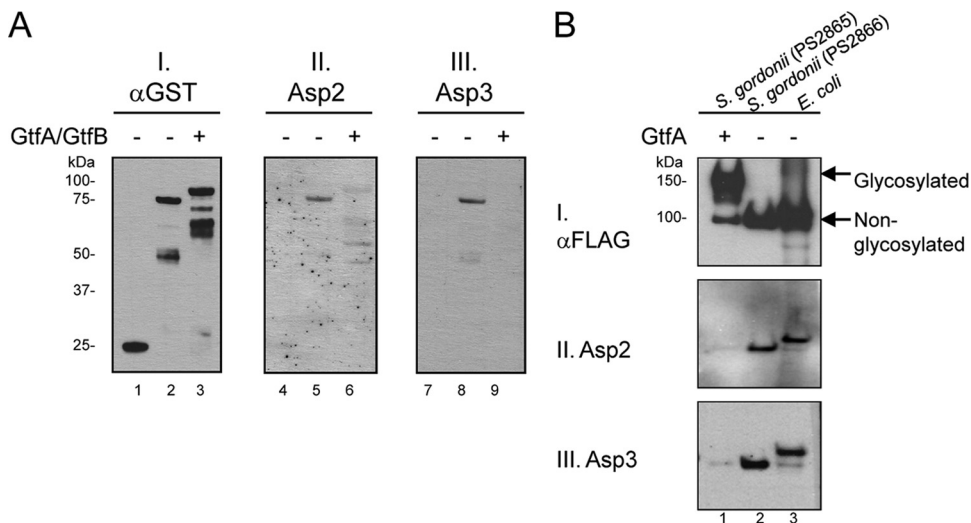 A
I.
αGST
II.
Asp2
III.
Asp3
GtfA/GtfB - - + - - + - - +
kDa
100-
75-
50-
37-
25-
1 2 3 4 5 6 7 8 9
B
S. gordonii (PS2865)
S. gordonii (PS2866)
E. coli
GtfA + - -
kDa
150-
100-
Glycosylated
Non-
glycosylated
I.
αFLAG
II. Asp2
III. Asp3
1 2 3